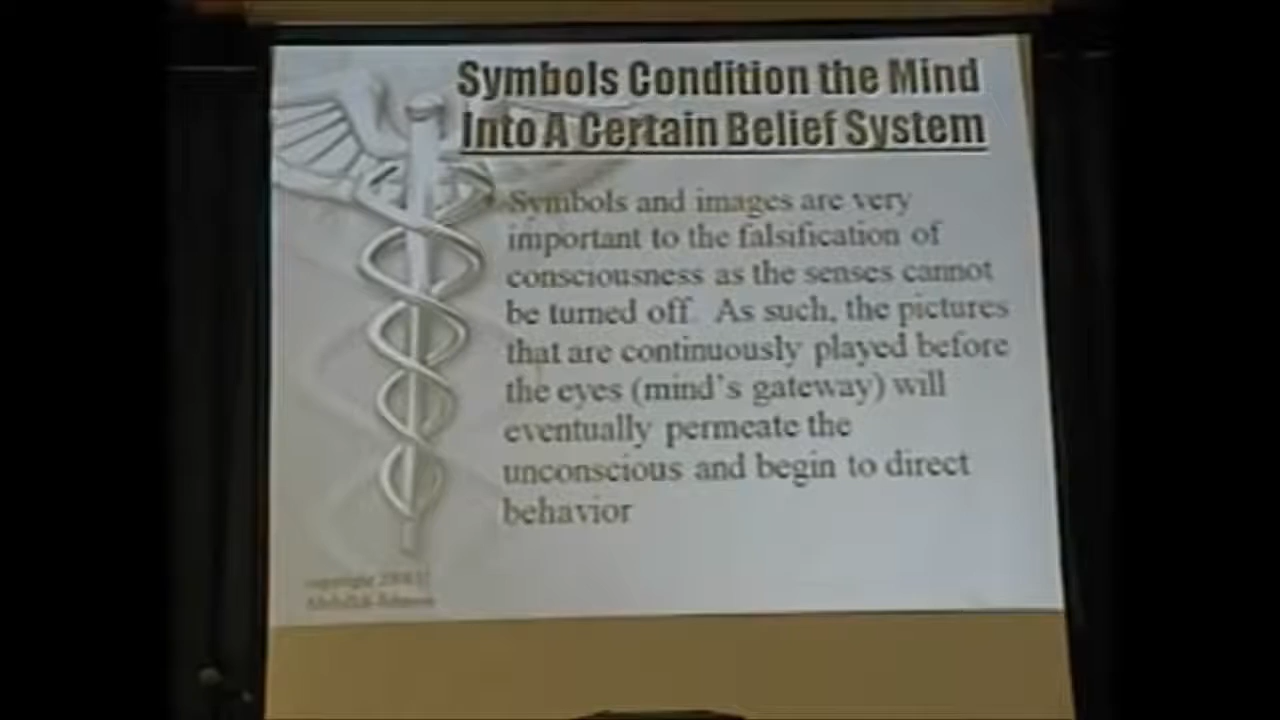 Symbols Condition the Mind
Into A Certain Belief System
Symbols and images are very
important to the falsification of
consciousness as the senses cannot
be turned off. As such, the pictures
that are continuously played before
the eyes (mind's gateway) will
eventually permeate the
unconscious and begin to direct
behavior
copyright